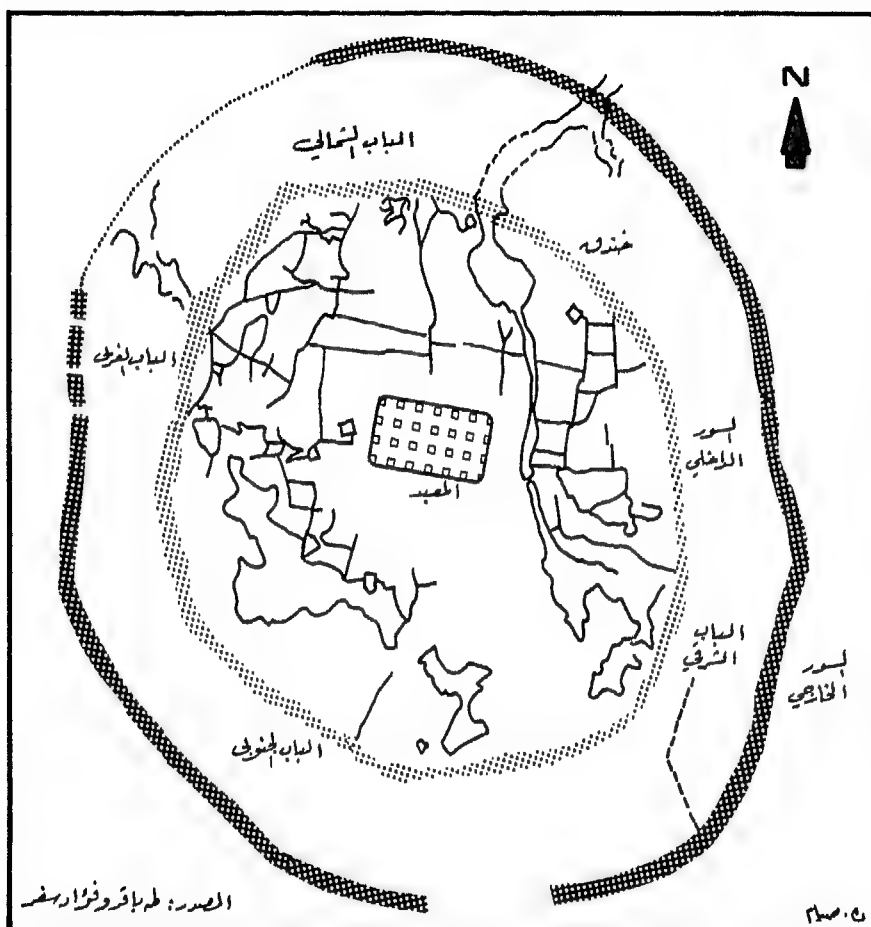 N
الباب الشمالي
خندق
الباب الغربي
السور
الداخلي
المعبد
الباب
الشرقي
السور
الخارجي
الباب الجنوبي
المصدر: طه باقر وفؤاد سفر